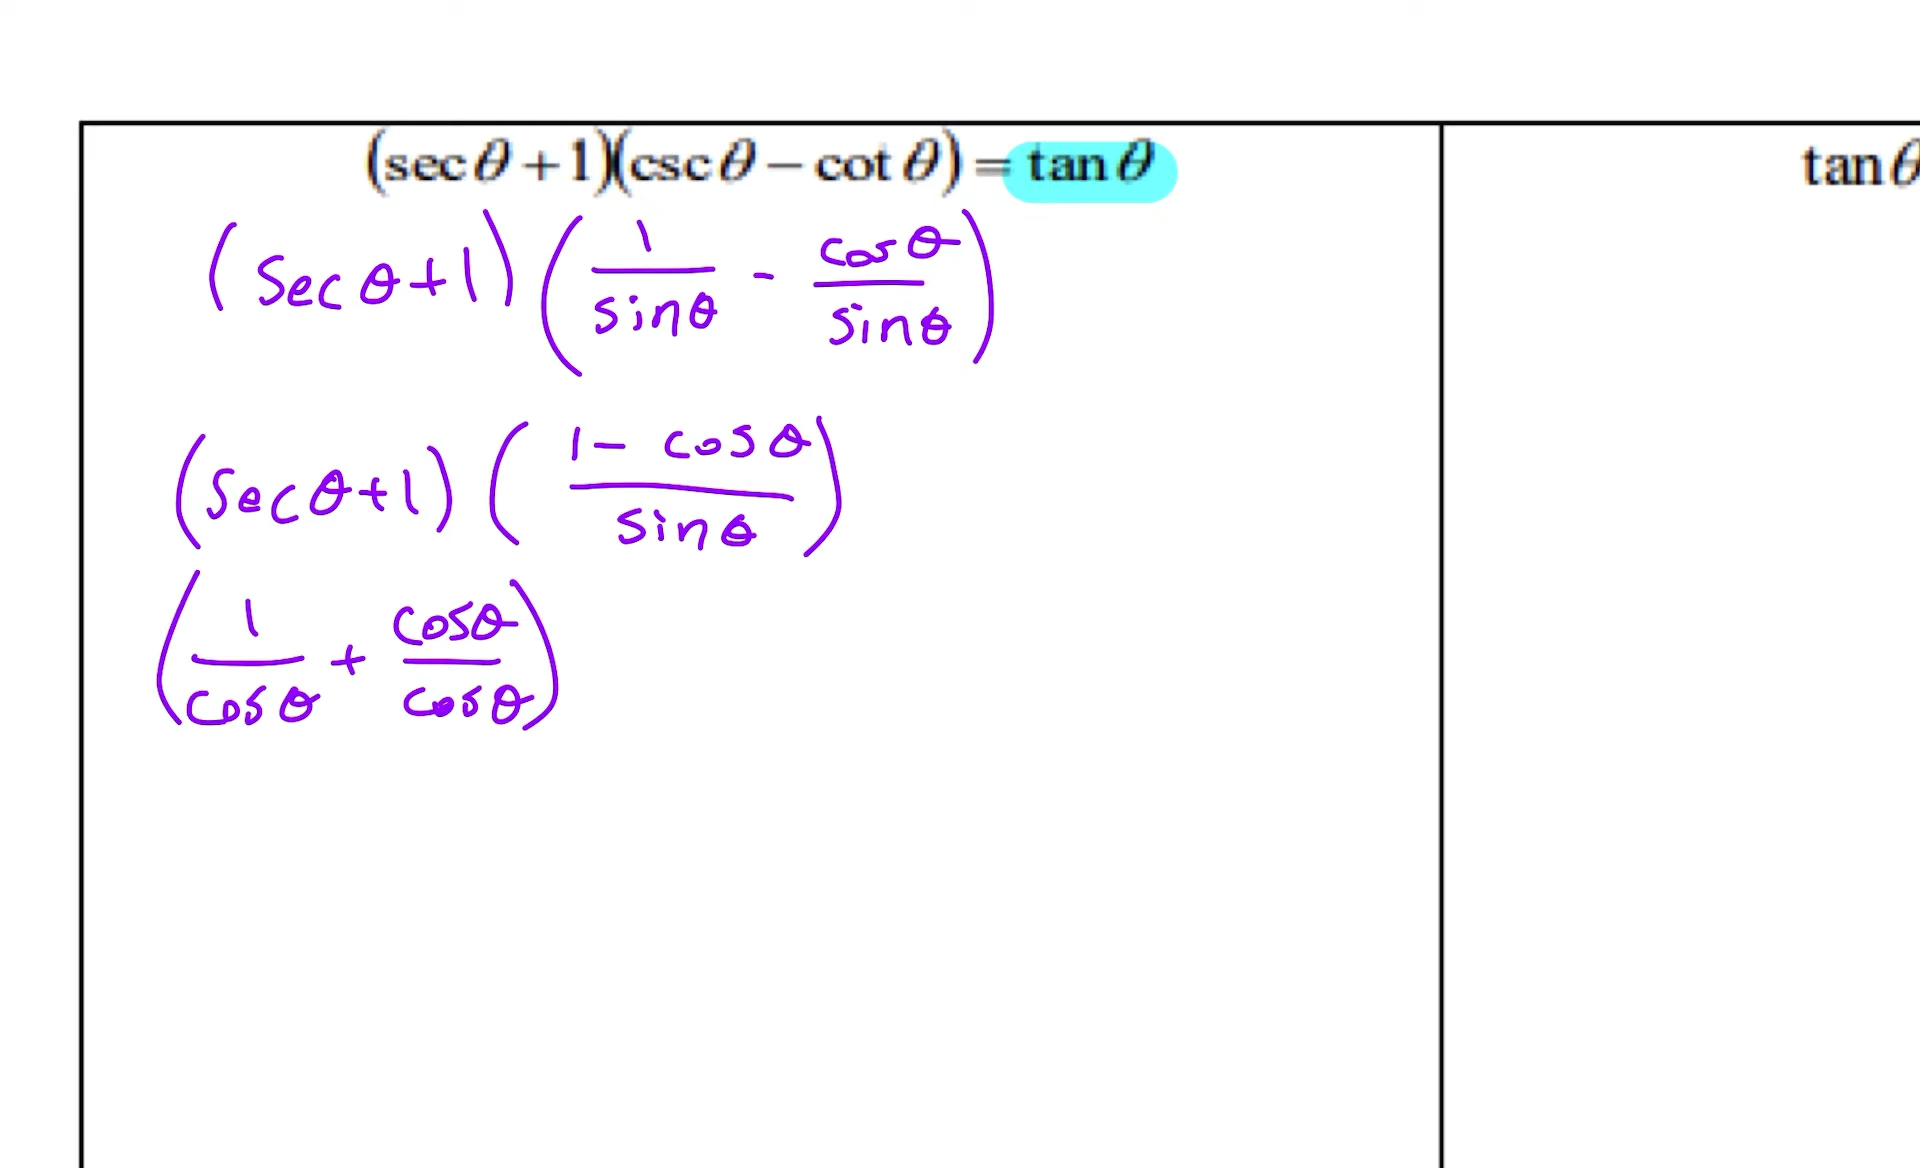 (sec θ + 1)(csc θ − cot θ) = tan θ
tan θ
(sec θ + 1) (1/sin θ - cos θ/sin θ)
(sec θ + 1) (1 - cos θ/sin θ)
(1/cos θ + cos θ/cos θ)